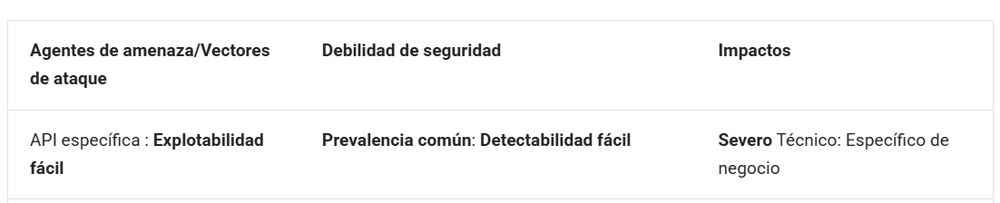 Agentes de amenaza/Vectores
de ataque
Debilidad de seguridad
Impactos
API específica : Explotabilidad
fácil
Prevalencia común: Detectabilidad fácil
Severo Técnico: Específico de
negocio